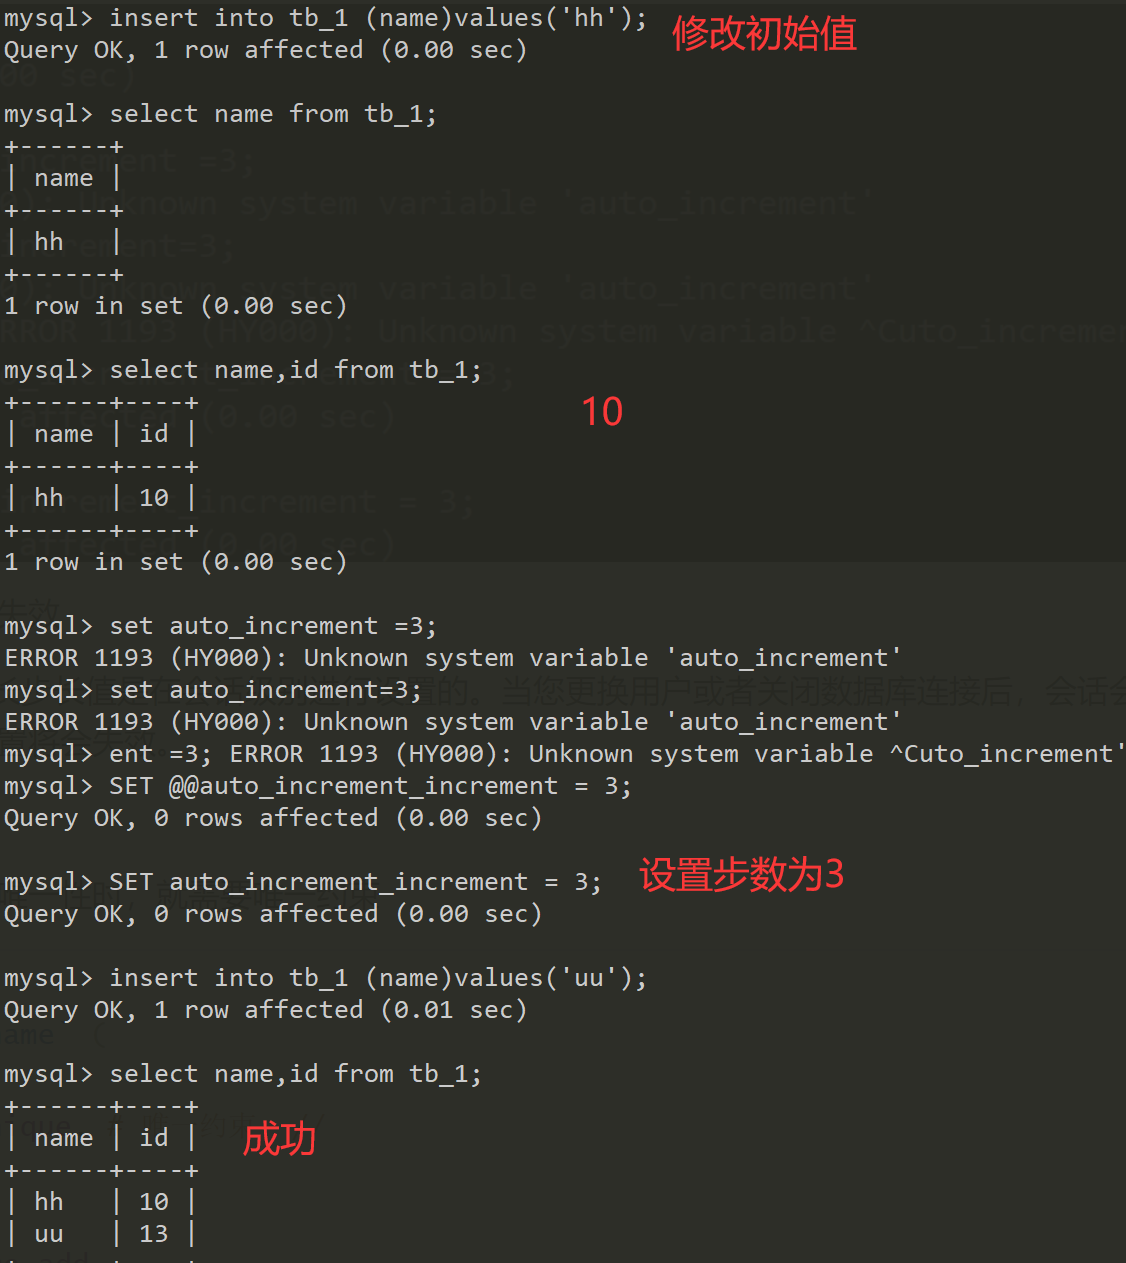 mysql> insert into tb_1 (name)values('hh');
修改初始值
Query OK, 1 row affected (0.00 sec)
mysql> select name from tb_1;
+------+
| name |
+------+
| hh   |
+------+
1 row in set (0.00 sec)
mysql> select name,id from tb_1;
+------+----+
10
| name | id |
+------+----+
| hh   | 10 |
+------+----+
1 row in set (0.00 sec)
mysql> set auto_increment =3;
ERROR 1193 (HY000): Unknown system variable 'auto_increment'
mysql> set auto_increment=3;
ERROR 1193 (HY000): Unknown system variable 'auto_increment'
mysql> ent =3; ERROR 1193 (HY000): Unknown system variable ^Cuto_increment'
mysql> SET @@auto_increment_increment = 3;
Query OK, 0 rows affected (0.00 sec)
mysql> SET auto_increment_increment = 3;
设置步数为3
Query OK, 0 rows affected (0.00 sec)
mysql> insert into tb_1 (name)values('uu');
Query OK, 1 row affected (0.01 sec)
mysql> select name,id from tb_1;
+------+----+
| name | id |
成功
+------+----+
| hh   | 10 |
| uu   | 13 |